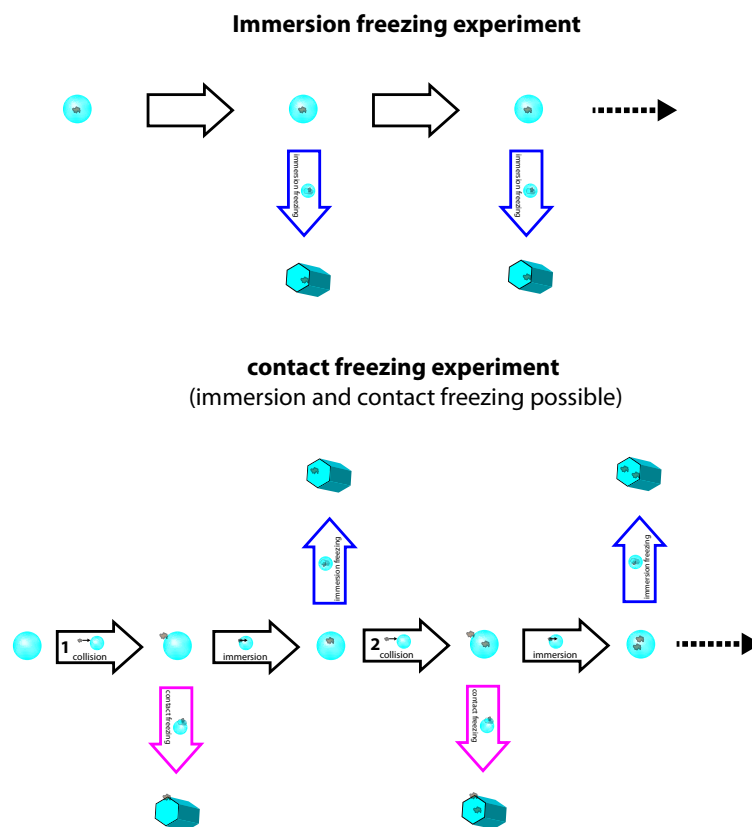 Immersion freezing experiment
immersion freezing
immersion freezing
contact freezing experiment
(immersion and contact freezing possible)
immersion freezing
immersion freezing
1
collision
immersion
2
collision
immersion
contact freezing
contact freezing